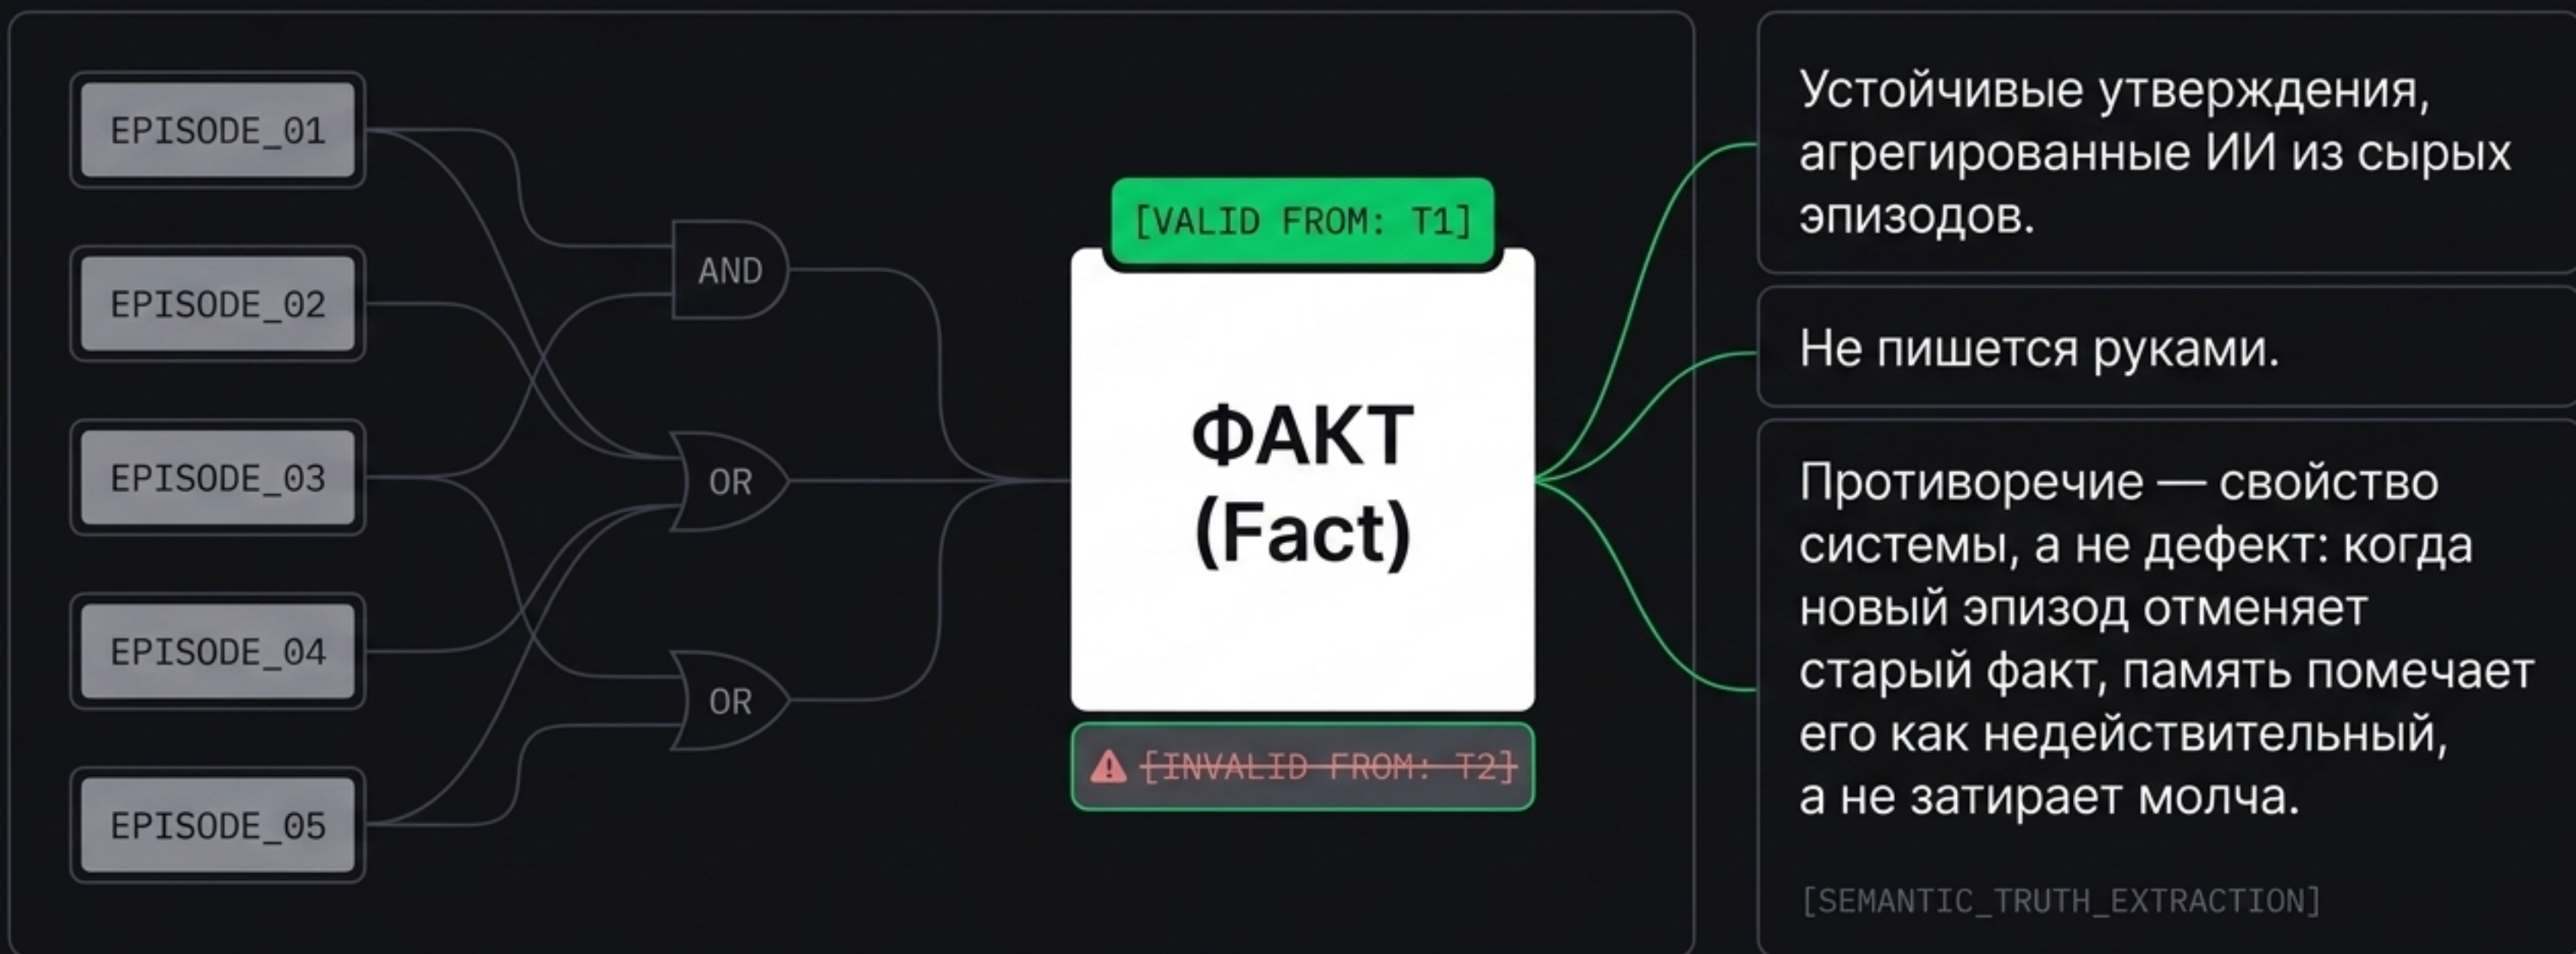 EPISODE_01
EPISODE_02
EPISODE_03
EPISODE_04
EPISODE_05
AND
OR
OR
[VALID FROM: T1]
ФАКТ
(Fact)
[INVALID FROM: T2]
Устойчивые утверждения,
агрегированные ИИ из сырых
эпизодов.
Не пишется руками.
Противоречие — свойство
системы, а не дефект: когда
новый эпизод отменяет
старый факт, память помечает
его как недействительный,
а не затирает молча.
[SEMANTIC_TRUTH_EXTRACTION]